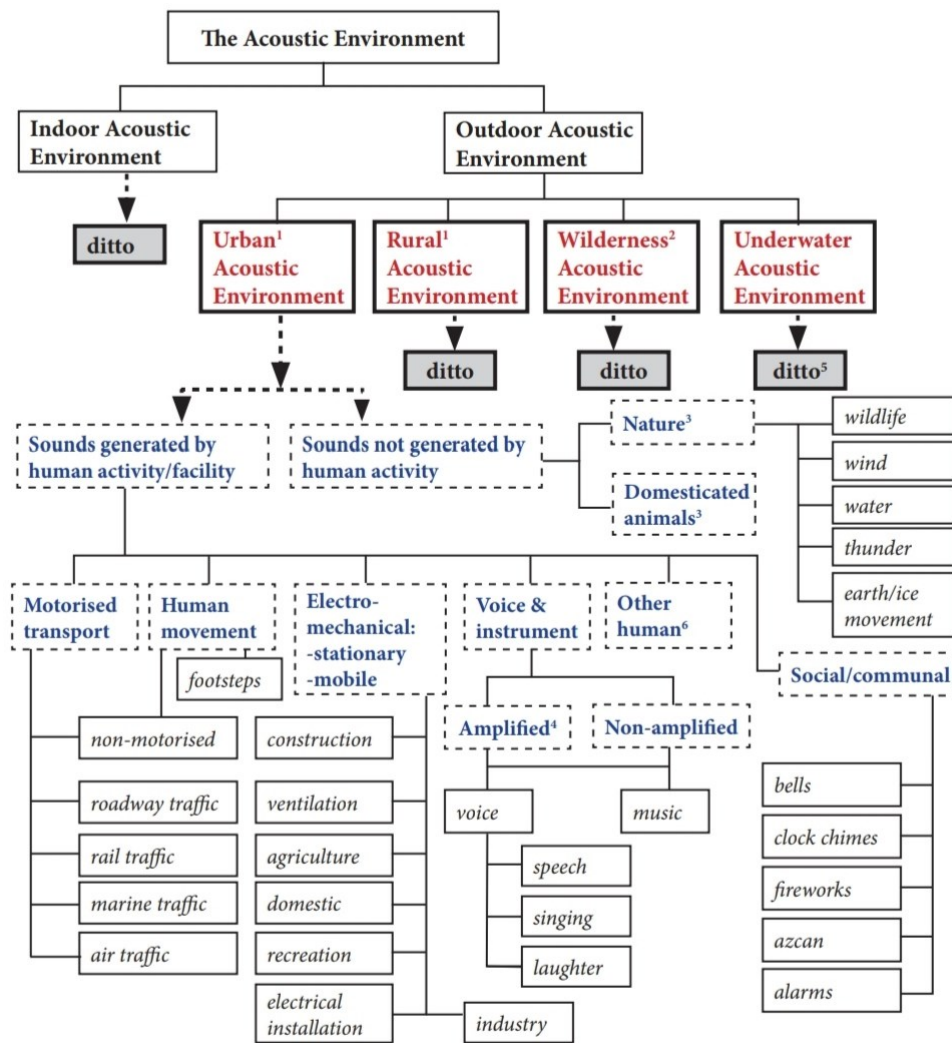 The Acoustic Environment
Indoor Acoustic
Environment
Outdoor Acoustic
Environment
ditto
Urban¹
Acoustic
Environment
Rural¹
Acoustic
Environment
Wilderness²
Acoustic
Environment
Underwater
Acoustic
Environment
ditto
ditto
ditto⁵
Sounds generated by
human activity/facility
Sounds not generated by
human activity
Nature³
Domesticated
animals³
wildlife
wind
water
thunder
earth/ice
movement
Motorised
transport
Human
movement
Electro-
mechanical:
-stationary
-mobile
Voice &
instrument
Other
human⁶
Social/communal
footsteps
non-motorised
roadway traffic
rail traffic
marine traffic
air traffic
construction
ventilation
agriculture
domestic
recreation
electrical
installation
industry
Amplified⁴
Non-amplified
voice
music
speech
singing
laughter
bells
clock chimes
fireworks
azcan
alarms